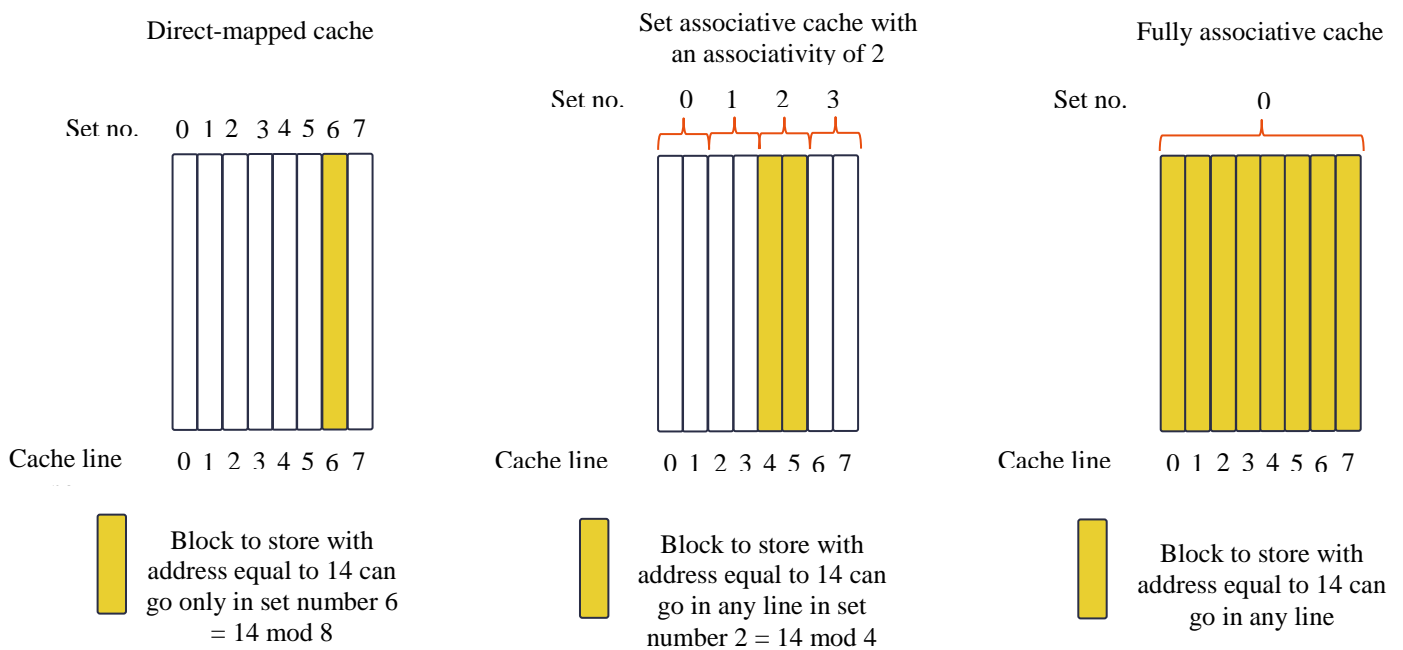 Direct-mapped cache
Set no.
0 1 2 3 4 5 6 7
Cache line
0 1 2 3 4 5 6 7
Block to store with
address equal to 14 can
go only in set number 6
= 14 mod 8
Set associative cache with
an associativity of 2
Set no.
0 1 2 3
Cache line
0 1 2 3 4 5 6 7
Block to store with
address equal to 14 can
go in any line in set
number 2 = 14 mod 4
Fully associative cache
Set no.
0
Cache line
0 1 2 3 4 5 6 7
Block to store with
address equal to 14 can
go in any line